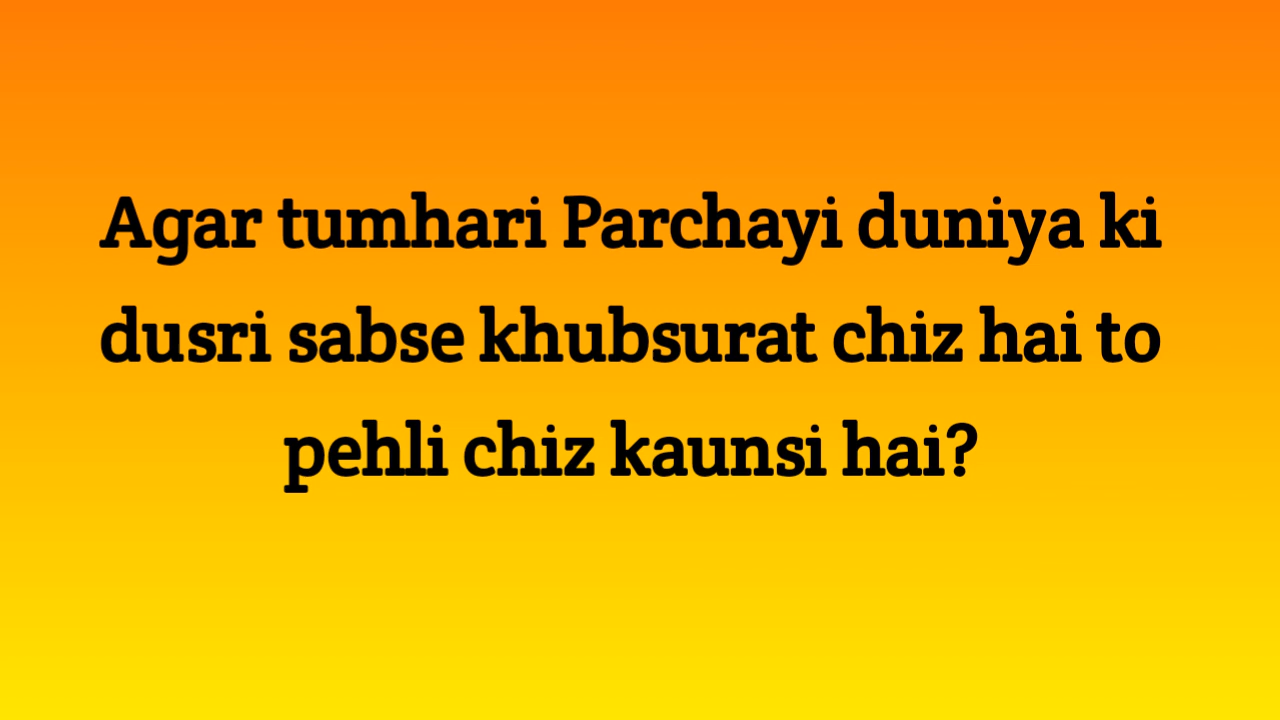 Agar tumhari Parchayi duniya ki
dusri sabse khubsurat chiz hai to
pehli chiz kaunsi hai?